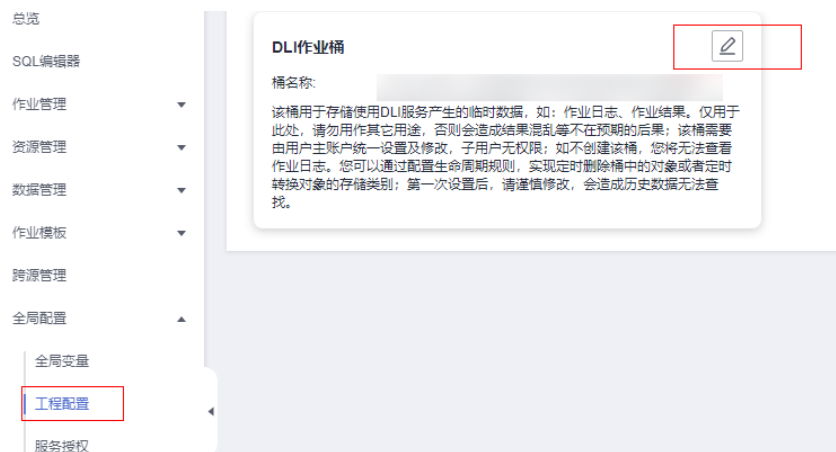 总览
SQL编辑器
作业管理
资源管理
数据管理
作业模板
跨源管理
全局配置
全局变量
工程配置
服务授权
DLI作业桶
桶名称:
该桶用于存储使用DLI服务产生的临时数据，如：作业日志、作业结果。仅用于
此处，请勿用作其它用途，否则会造成结果混乱等不在预期的后果；该桶需要
由用户主账户统一设置及修改，子用户无权限；如不创建该桶，您将无法查看
作业日志。您可以通过配置生命周期规则，实现定时删除桶中的对象或者定时
转换对象的存储类别；第一次设置后，请谨慎修改，会造成历史数据无法查
找。